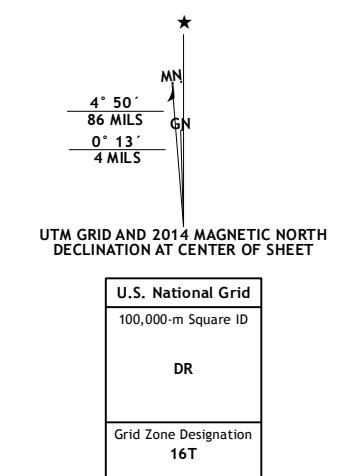 ★
MN
4° 50´
86 MILS
GN
0° 13´
4 MILS
UTM GRID AND 2014 MAGNETIC NORTH
DECLINATION AT CENTER OF SHEET
U.S. National Grid
100,000-m Square ID
DR
Grid Zone Designation
16T